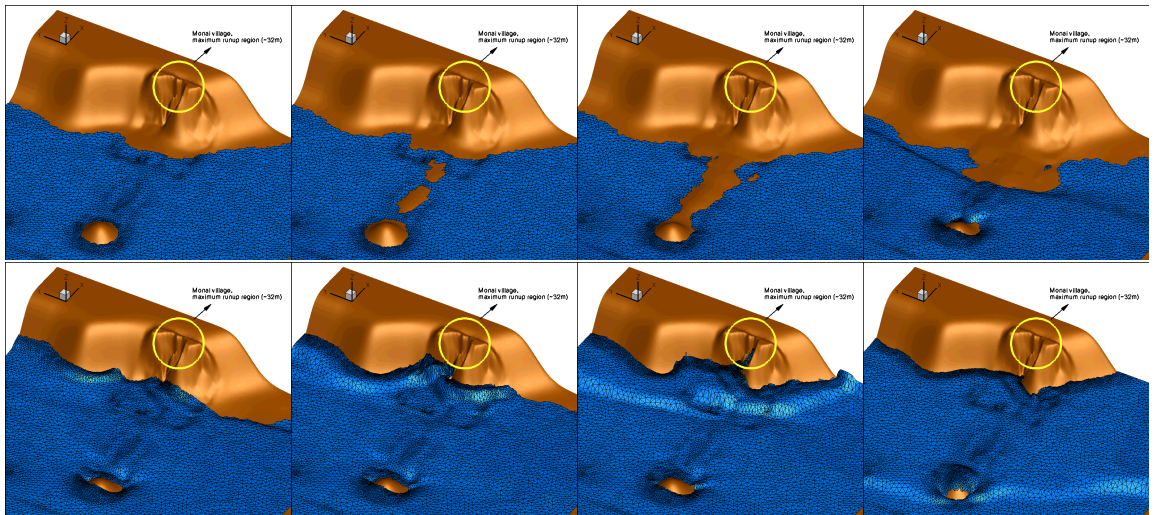 Monai village,
maximum runup region (~32m)
Z
Y
X
Monai village,
maximum runup region (~32m)
Z
Y
X
Monai village,
maximum runup region (~32m)
Z
Y
X
Monai village,
maximum runup region (~32m)
Z
Y
X
Monai village,
maximum runup region (~32m)
Z
Y
X
Monai village,
maximum runup region (~32m)
Z
Y
X
Monai village,
maximum runup region (~32m)
Z
Y
X
Monai village,
maximum runup region (~32m)
Z
Y
X